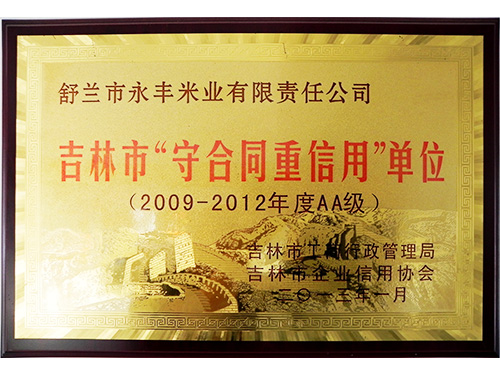 舒兰市永丰米业有限责任公司
吉林市“守合同重信用”单位
（2009-2012年度AA级）
吉林市工商行政管理局
吉林市企业信用协会
二〇一三年一月